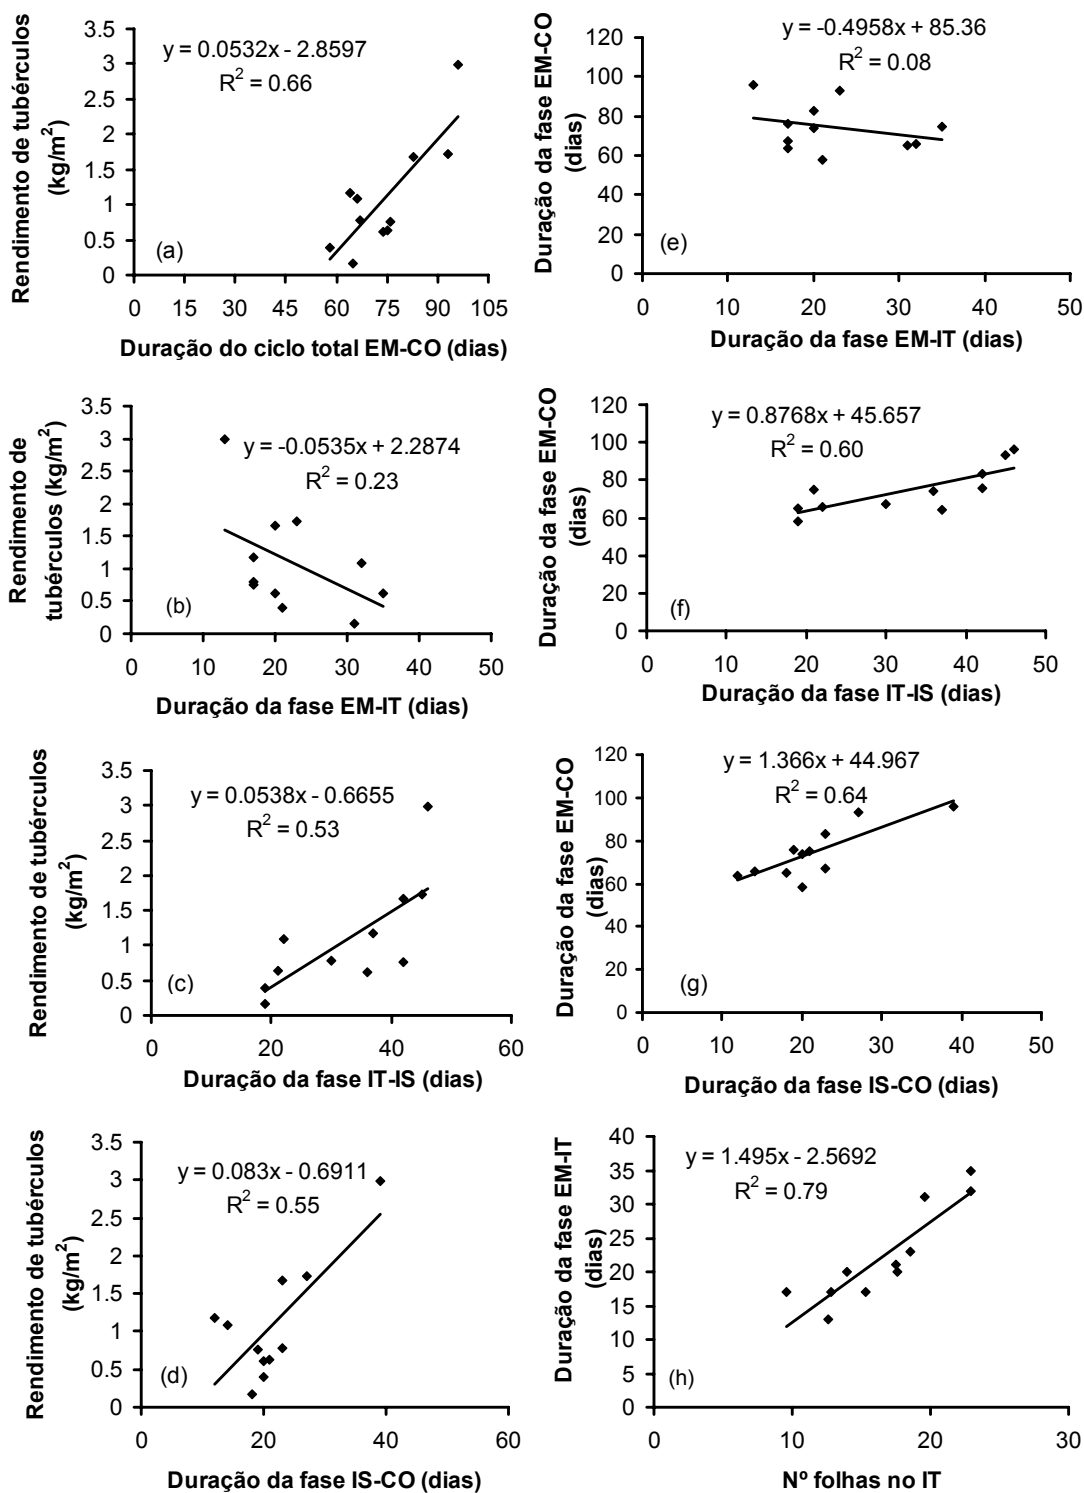 Rendimento de tubérculos
(kg/m²)
3.5
3
2.5
2
1.5
1
0.5
0
y = 0.0532x - 2.8597
R² = 0.66
(a)
0 15 30 45 60 75 90 105
Duração do ciclo total EM-CO (dias)
Rendimento de
tubérculos (kg/m²)
3.5
3
2.5
2
1.5
1
0.5
0
y = -0.0535x + 2.2874
R² = 0.23
(b)
0 10 20 30 40 50
Duração da fase EM-IT (dias)
Rendimento de tubérculos
(kg/m²)
3.5
3
2.5
2
1.5
1
0.5
0
y = 0.0538x - 0.6655
R² = 0.53
(c)
0 20 40 60
Duração da fase IT-IS (dias)
Rendimento de tubérculos
(kg/m²)
3.5
3
2.5
2
1.5
1
0.5
0
y = 0.083x - 0.6911
R² = 0.55
(d)
0 20 40 60
Duração da fase IS-CO (dias)
Duração da fase EM-CO
(dias)
120
100
80
60
40
20
0
y = -0.4958x + 85.36
R² = 0.08
(e)
0 10 20 30 40 50
Duração da fase EM-IT (dias)
Duração da fase EM-CO
(dias)
120
100
80
60
40
20
0
y = 0.8768x + 45.657
R² = 0.60
(f)
0 10 20 30 40 50
Duração da fase IT-IS (dias)
Duração da fase EM-CO
(dias)
120
100
80
60
40
20
0
y = 1.366x + 44.967
R² = 0.64
(g)
0 10 20 30 40 50
Duração da fase IS-CO (dias)
Duração da fase EM-IT
(dias)
40
35
30
25
20
15
10
5
0
y = 1.495x - 2.5692
R² = 0.79
(h)
0 10 20 30
Nº folhas no IT